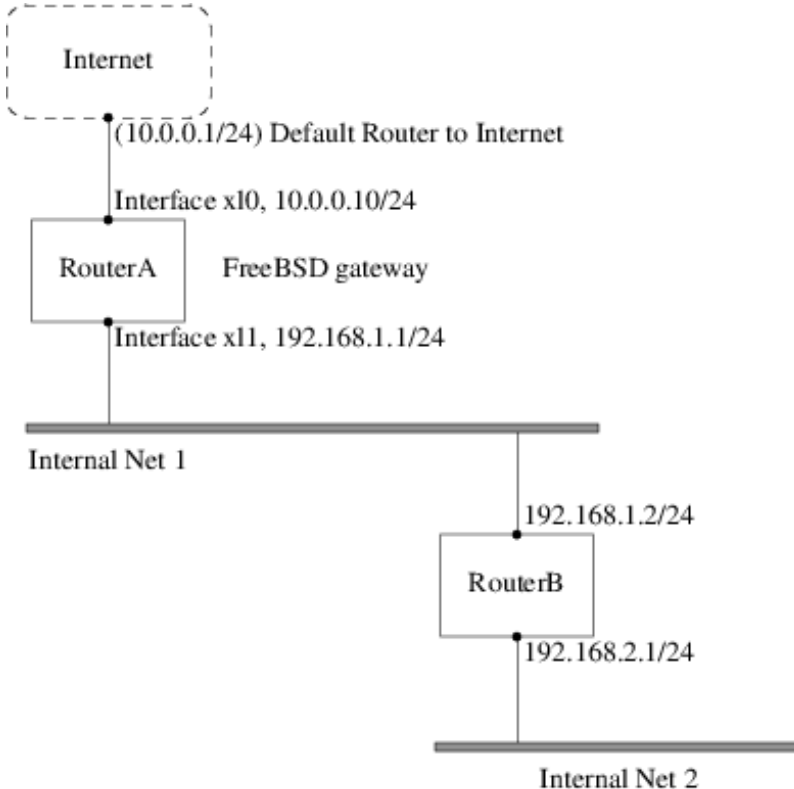 Internet
(10.0.0.1/24) Default Router to Internet
Interface xl0, 10.0.0.10/24
RouterA
FreeBSD gateway
Interface xl1, 192.168.1.1/24
Internal Net 1
192.168.1.2/24
RouterB
192.168.2.1/24
Internal Net 2